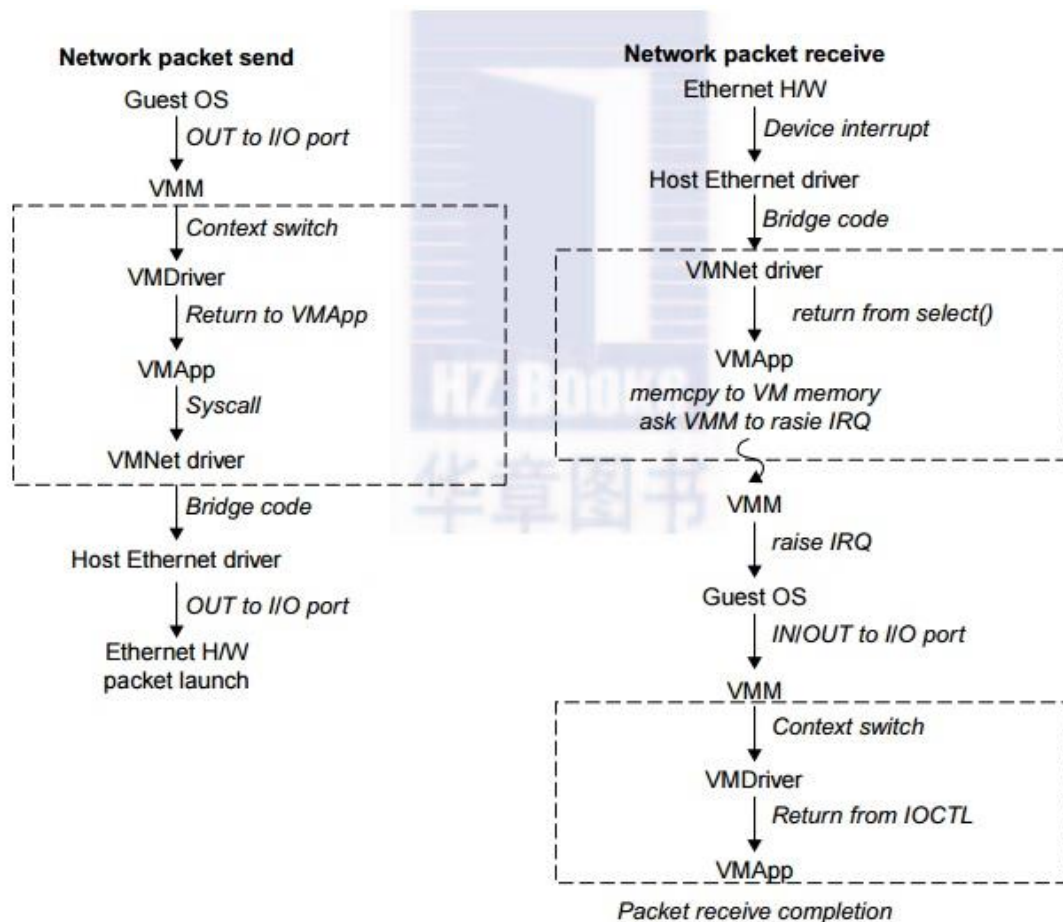 Network packet send
Guest OS
OUT to I/O port
VMM
Context switch
VMDriver
Return to VMApp
VMApp
Syscall
VMNet driver
Bridge code
Host Ethernet driver
OUT to I/O port
Ethernet H/W
packet launch
Network packet receive
Ethernet H/W
Device interrupt
Host Ethernet driver
Bridge code
VMNet driver
return from select()
VMApp
memcpy to VM memory
ask VMM to rasie IRQ
VMM
raise IRQ
Guest OS
IN/OUT to I/O port
VMM
Context switch
VMDriver
Return from IOCTL
VMApp
Packet receive completion
HZ Books
华章图书